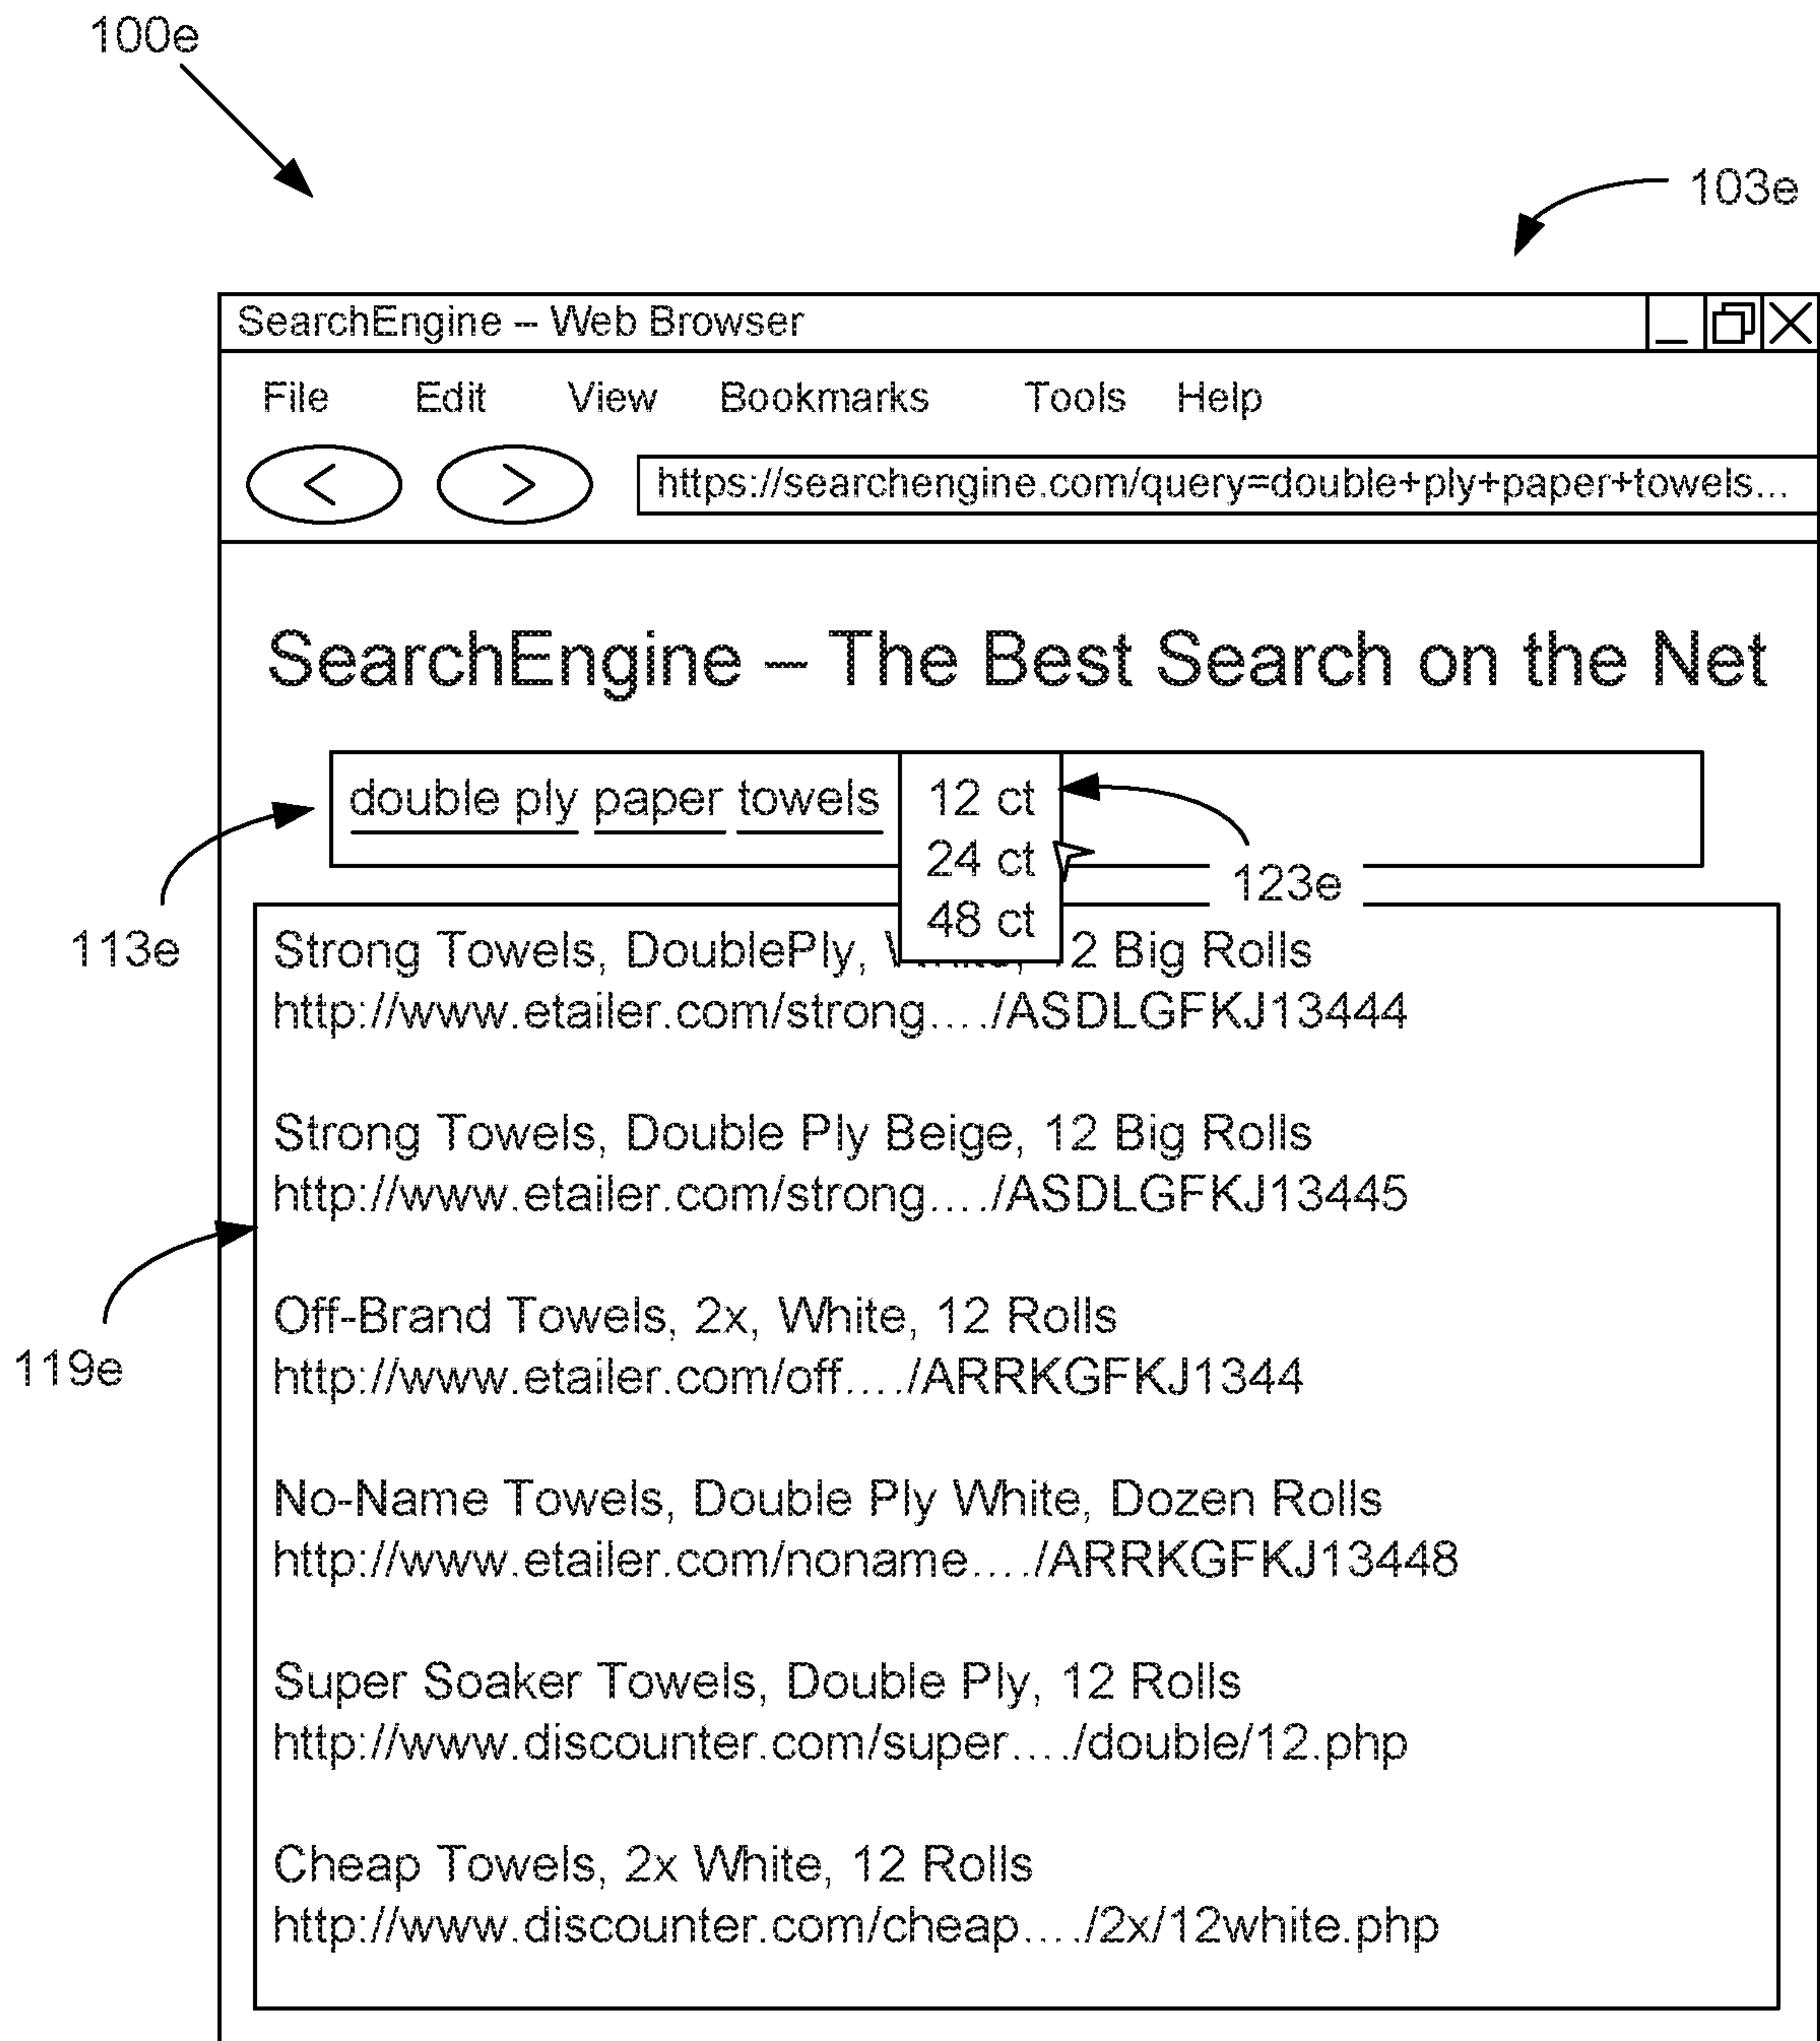 100e
103e
SearchEngine – Web Browser
File Edit View Bookmarks Tools Help
< > https://searchengine.com/query=double+ply+paper+towels...
SearchEngine – The Best Search on the Net
double ply paper towels
12 ct
24 ct
48 ct
123e
113e
Strong Towels, DoublePly, 2 Big Rolls
http://www.etailer.com/strong..../ASDLGFKJ13444
Strong Towels, Double Ply Beige, 12 Big Rolls
http://www.etailer.com/strong..../ASDLGFKJ13445
119e
Off-Brand Towels, 2x, White, 12 Rolls
http://www.etailer.com/off..../ARRKGFKJ1344
No-Name Towels, Double Ply White, Dozen Rolls
http://www.etailer.com/noname..../ARRKGFKJ13448
Super Soaker Towels, Double Ply, 12 Rolls
http://www.discounter.com/super..../double/12.php
Cheap Towels, 2x White, 12 Rolls
http://www.discounter.com/cheap..../2x/12white.php